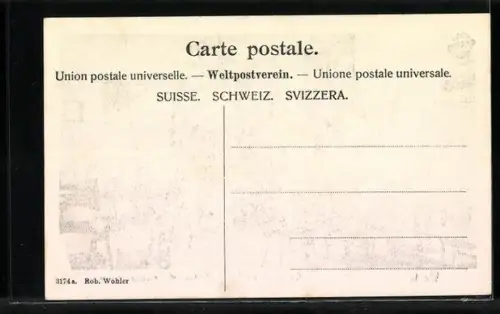 Carte postale.
Union postale universelle. — Weltpostverein. — Unione postale universale.
SUISSE. SCHWEIZ. SVIZZERA.
3174a. Rob. Wohler